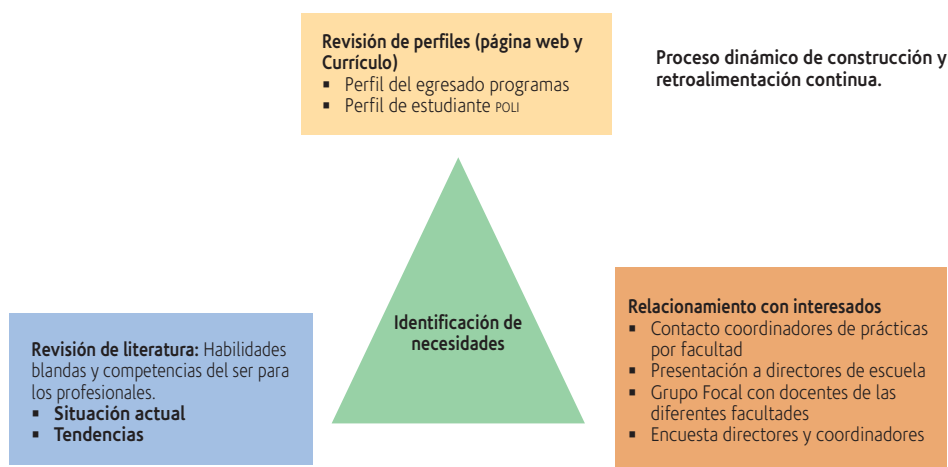 Revisión de perfiles (página web y
Currículo)
▪ Perfil del egresado programas
▪ Perfil de estudiante POLI
Proceso dinámico de construcción y
retroalimentación continua.
Identificación de
necesidades
Revisión de literatura: Habilidades
blandas y competencias del ser para
los profesionales.
▪ Situación actual
▪ Tendencias
Relacionamiento con interesados
▪ Contacto coordinadores de prácticas
por facultad
▪ Presentación a directores de escuela
▪ Grupo Focal con docentes de las
diferentes facultades
▪ Encuesta directores y coordinadores